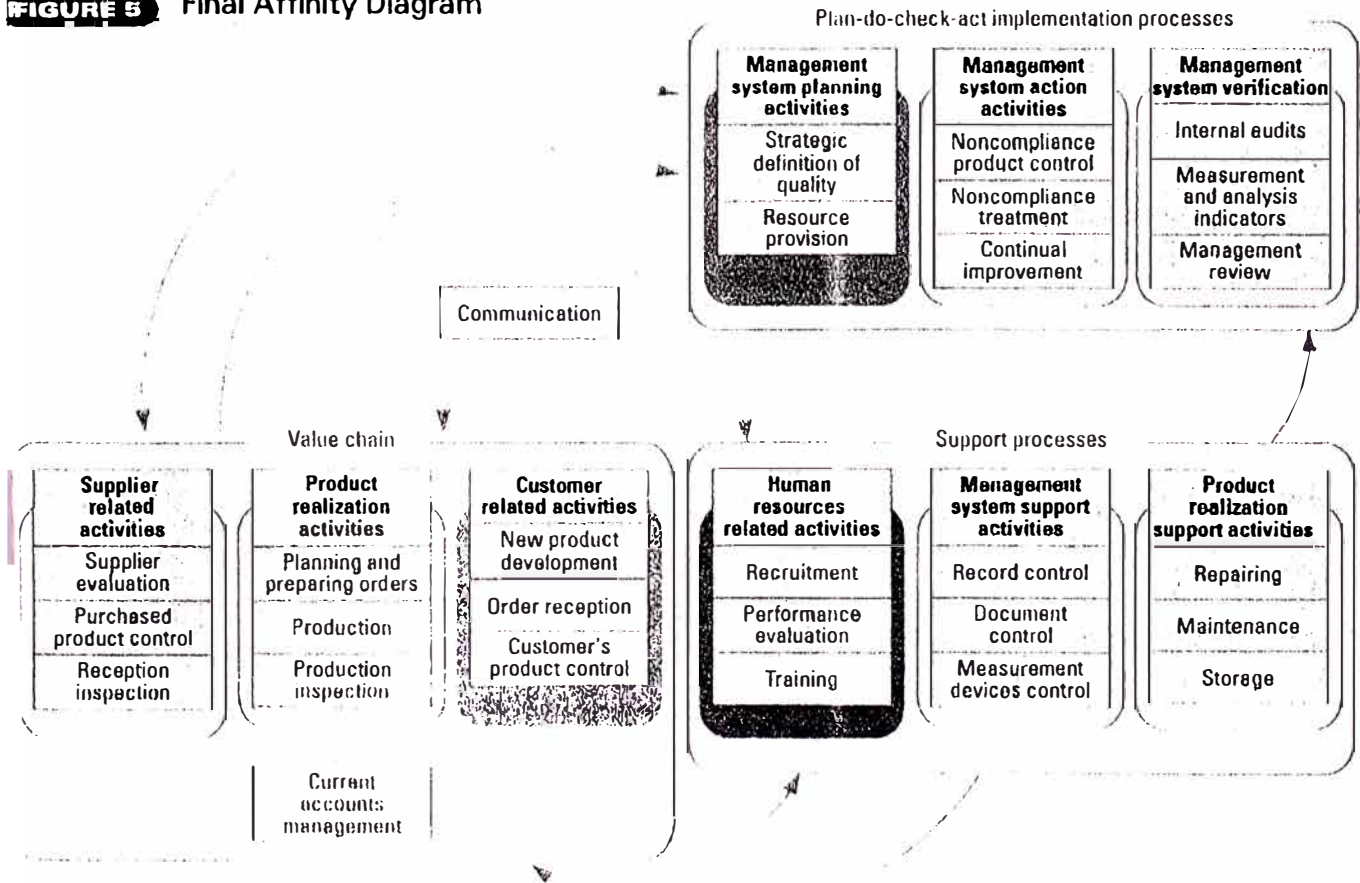 FIGURE 5 Final Affinity Diagram
Plan-do-check-act implementation processes
Management
system planning
activities
Strategic
definition of
quality
Resource
provision
Management
systom action
activities
Noncompliance
product control
Noncompliance
treatment
Continual
improvement
Management
system verification
Internal audits
Measurement
and analysis
indicators
Management
review
Communication
Value chain
Supplier
related
activities
Supplier
evaluation
Purchased
product control
Reception
inspection
Product
realization
activities
Planning and
preparing orders
Production
Production
inspection
Customer
related activities
New product
development
Order reception
Customer's
product control
Current
accounts
management
Support processes
Human
resources
related activities
Recruitment
Performance
evaluation
Training
Management
system support
activities
Record control
Document
control
Measurement
devices control
Product
realization
support activities
Repairing
Maintenance
Storage